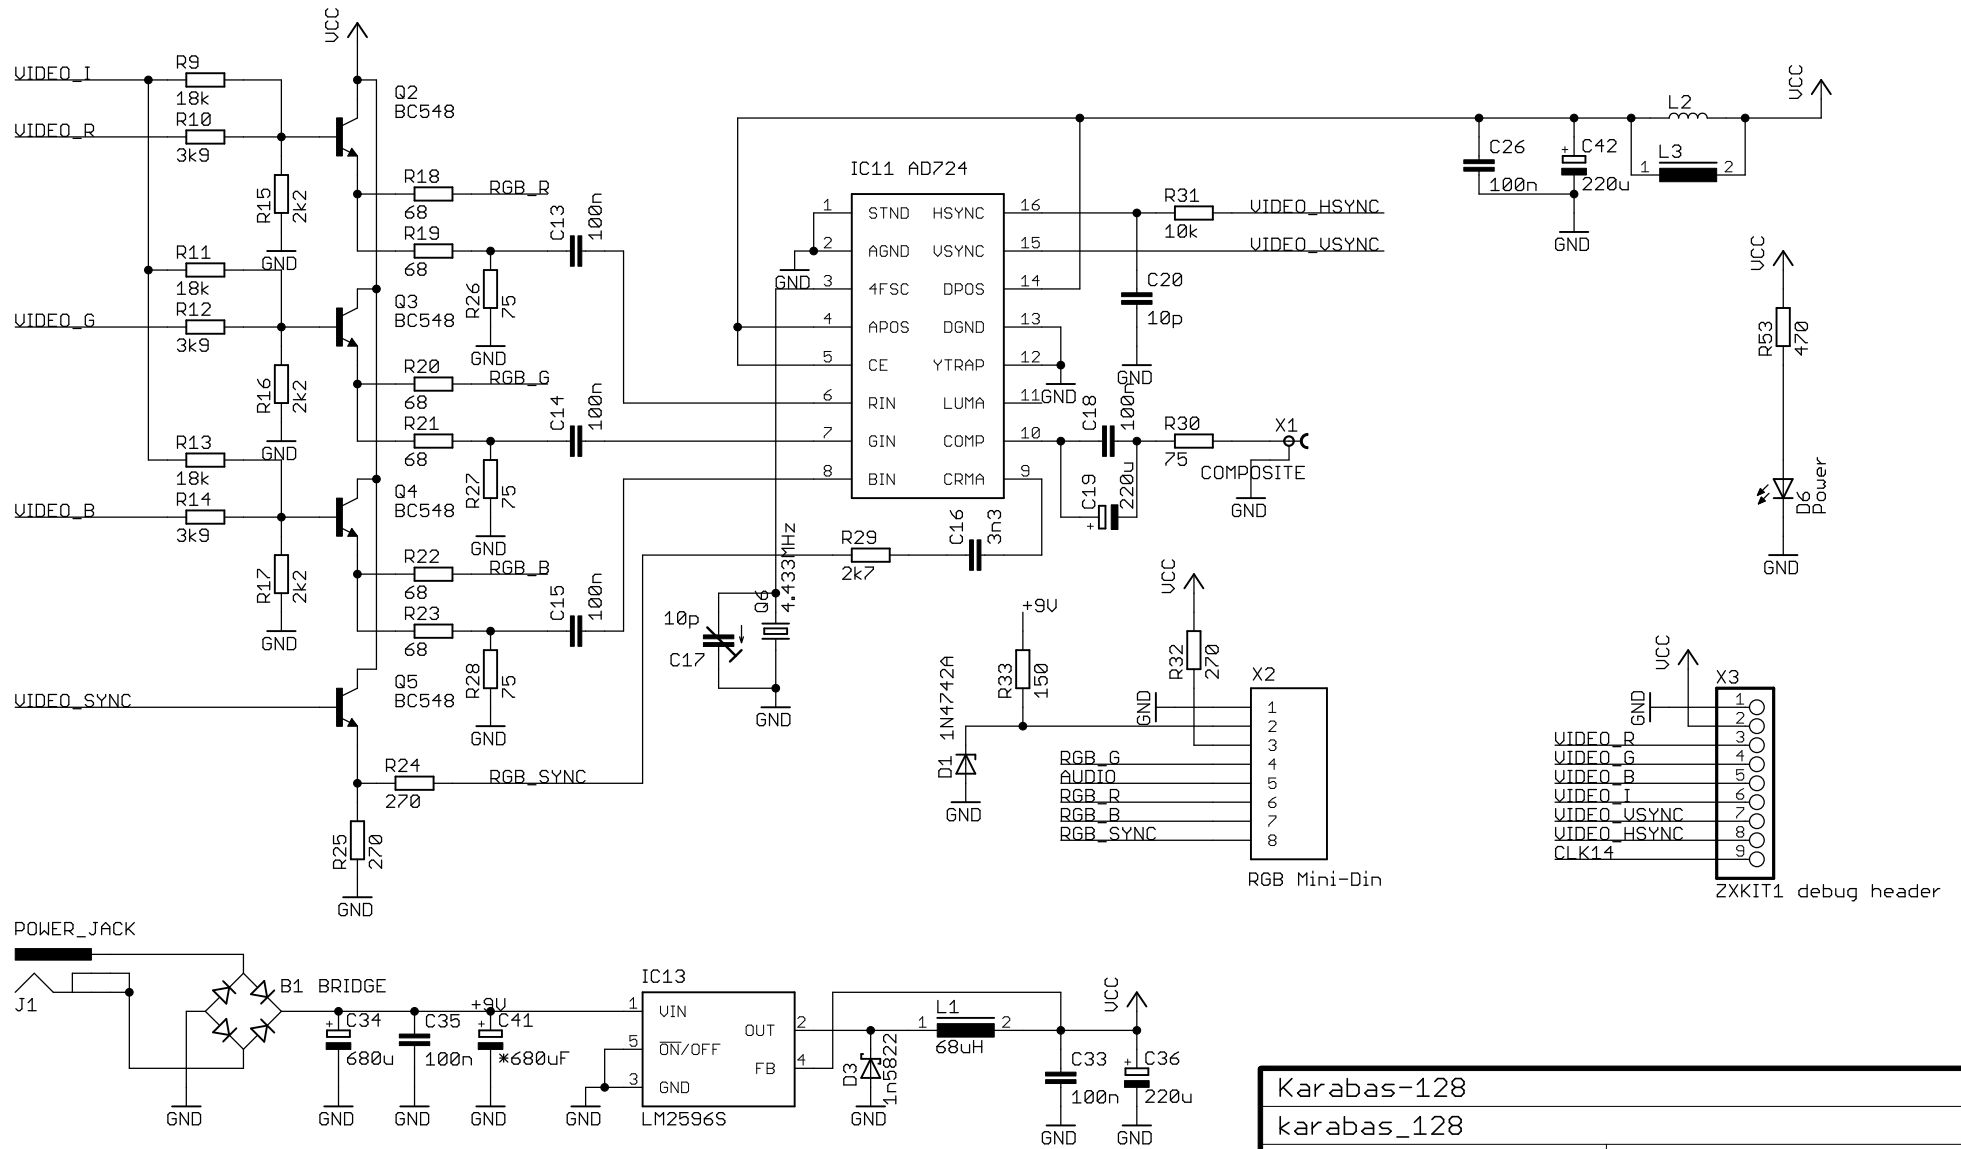 VCC
VIDEO_I
R9
18k
VIDEO_R
R10
3k9
Q2
BC548
R15
2k2
GND
R18
68
RGB_R
R19
68
C13
100n
R26
75
GND
R11
18k
VIDEO_G
R12
3k9
Q3
BC548
R16
2k2
GND
R20
68
RGB_G
R21
68
C14
100n
R27
75
GND
R13
18k
VIDEO_B
R14
3k9
Q4
BC548
R17
2k2
GND
R22
68
RGB_B
R23
68
C15
100n
R28
75
GND
VIDEO_SYNC
Q5
BC548
R24
270
RGB_SYNC
R25
270
GND
IC11 AD724
1 STND HSYNC 16
2 AGND VSYNC 15
3 4FSC DPOS 14
4 APOS DGND 13
5 CE YTRAP 12
6 RIN LUMA 11
7 GIN COMP 10
8 BIN CRMA 9
GND
GND
R31
10k
VIDEO_HSYNC
VIDEO_VSYNC
C20
10p
GND
C18
100n
C19
220u
+
R30
75
X1
COMPOSITE
GND
R29
2k7
C16
3n3
10p
C17
Q6
4.433MHz
GND
L2
VCC
C26
100n
+
C42
220u
1 L3 2
GND
VCC
R53
470
D6
Power
GND
+9V
R33
150
1N4742A
D1
GND
VCC
R32
270
GND
X2
1
2
3
RGB_G 4
AUDIO 5
RGB_R 6
RGB_B 7
RGB_SYNC 8
RGB Mini-Din
VCC
GND
X3
1
2
VIDEO_R 3
VIDEO_G 4
VIDEO_B 5
VIDEO_I 6
VIDEO_VSYNC 7
VIDEO_HSYNC 8
CLK14 9
ZXKIT1 debug header
POWER_JACK
J1
B1 BRIDGE
GND
+
C34
680u
GND
C35
100n
GND
+9V
+
C41
*680uF
GND
IC13
1 VIN
OUT 2
5 ON/OFF
FB 4
3 GND
LM2596S
GND
D3
1n5822
GND
1 L1 2
68uH
VCC
C33
100n
GND
+
C36
220u
GND
Karabas-128
karabas_128